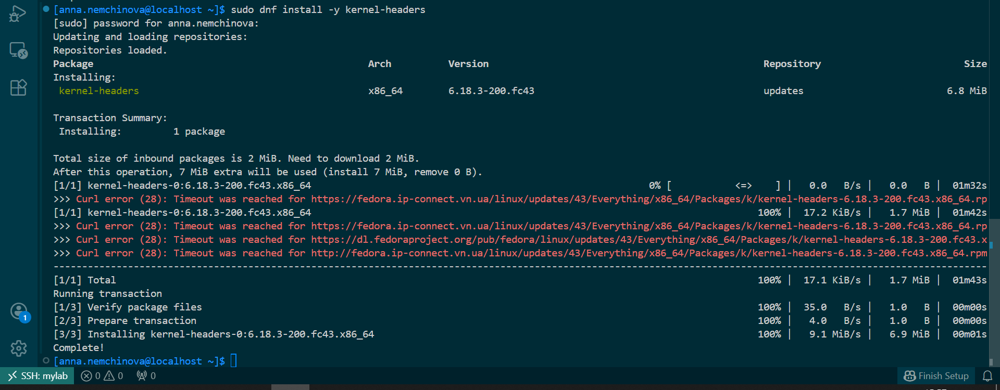 [anna.nemchinova@localhost ~]$ sudo dnf install -y kernel-headers
[sudo] password for anna.nemchinova:
Updating and loading repositories:
Repositories loaded.
Package Arch Version Repository Size
Installing:
kernel-headers x86_64 6.18.3-200.fc43 updates 6.8 MiB
Transaction Summary:
Installing: 1 package
Total size of inbound packages is 2 MiB. Need to download 2 MiB.
After this operation, 7 MiB extra will be used (install 7 MiB, remove 0 B).
[1/1] kernel-headers-0:6.18.3-200.fc43.x86_64 0% [ <=> ] | 0.0 B/s | 0.0 B | 01m32s
>>> Curl error (28): Timeout was reached for https://fedora.ip-connect.vn.ua/linux/updates/43/Everything/x86_64/Packages/k/kernel-headers-6.18.3-200.fc43.x86_64.rp
[1/1] kernel-headers-0:6.18.3-200.fc43.x86_64 100% | 17.2 KiB/s | 1.7 MiB | 01m42s
>>> Curl error (28): Timeout was reached for https://fedora.ip-connect.vn.ua/linux/updates/43/Everything/x86_64/Packages/k/kernel-headers-6.18.3-200.fc43.x86_64.rp
>>> Curl error (28): Timeout was reached for https://dl.fedoraproject.org/pub/fedora/linux/updates/43/Everything/x86_64/Packages/k/kernel-headers-6.18.3-200.fc43.x
>>> Curl error (28): Timeout was reached for http://fedora.ip-connect.vn.ua/linux/updates/43/Everything/x86_64/Packages/k/kernel-headers-6.18.3-200.fc43.x86_64.rpm
--------------------------------------------------------------------------------
[1/1] Total 100% | 17.1 KiB/s | 1.7 MiB | 01m43s
Running transaction
[1/3] Verify package files 100% | 35.0 B/s | 1.0 B | 00m00s
[2/3] Prepare transaction 100% | 4.0 B/s | 1.0 B | 00m00s
[3/3] Installing kernel-headers-0:6.18.3-200.fc43.x86_64 100% | 9.1 MiB/s | 6.9 MiB | 00m01s
Complete!
1
[anna.nemchinova@localhost ~]$
SSH: mylab 0 0 0 Finish Setup